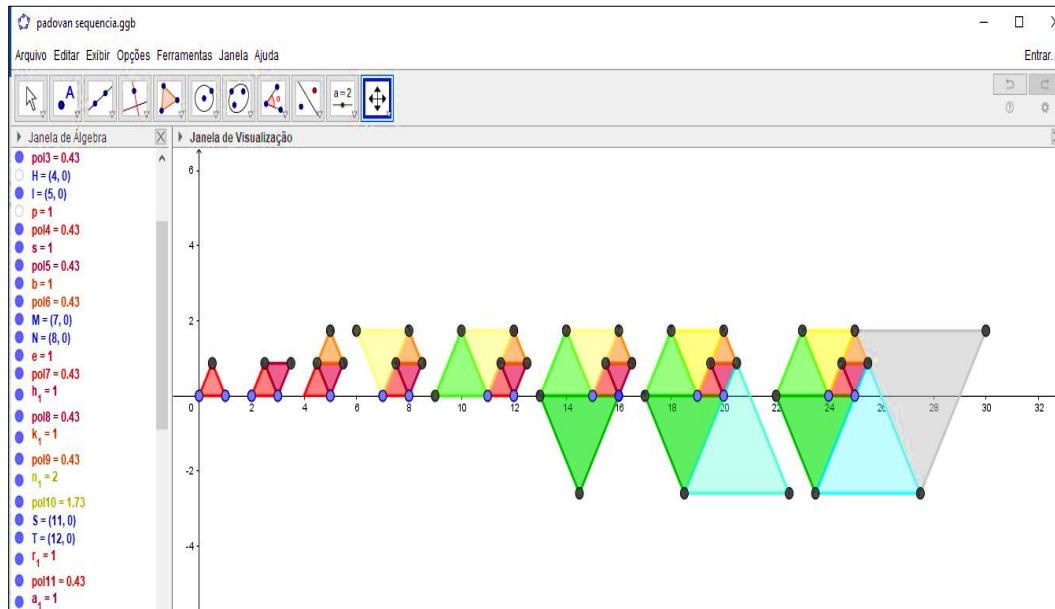 padovan sequencia.ggb
Arquivo Editar Exibir Opções Ferramentas Janela Ajuda
Entrar...
A
a=2
Janela de Álgebra
Janela de Visualização
pol3 = 0.43
H = (4, 0)
I = (5, 0)
p = 1
pol4 = 0.43
s = 1
pol5 = 0.43
b = 1
pol6 = 0.43
M = (7, 0)
N = (8, 0)
e = 1
pol7 = 0.43
h₁ = 1
pol8 = 0.43
k₁ = 1
pol9 = 0.43
n₁ = 2
pol10 = 1.73
S = (11, 0)
T = (12, 0)
r₁ = 1
pol11 = 0.43
a₁ = 1
6
4
2
0 2 4 6 8 10 12 14 16 18 20 22 24 26 28 30 32
-2
-4